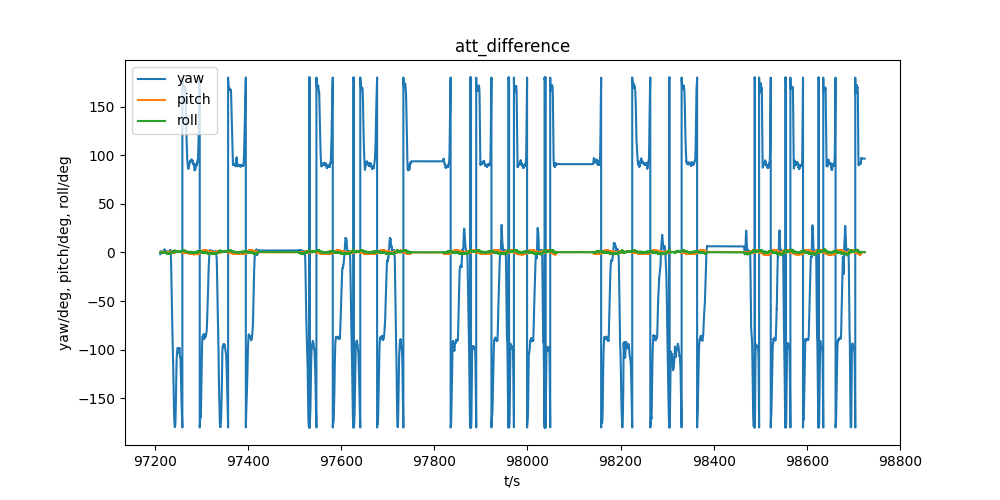 att_difference
yaw
pitch
roll
yaw/deg, pitch/deg, roll/deg
150
100
50
0
−50
−100
−150
97200 97400 97600 97800 98000 98200 98400 98600 98800
t/s